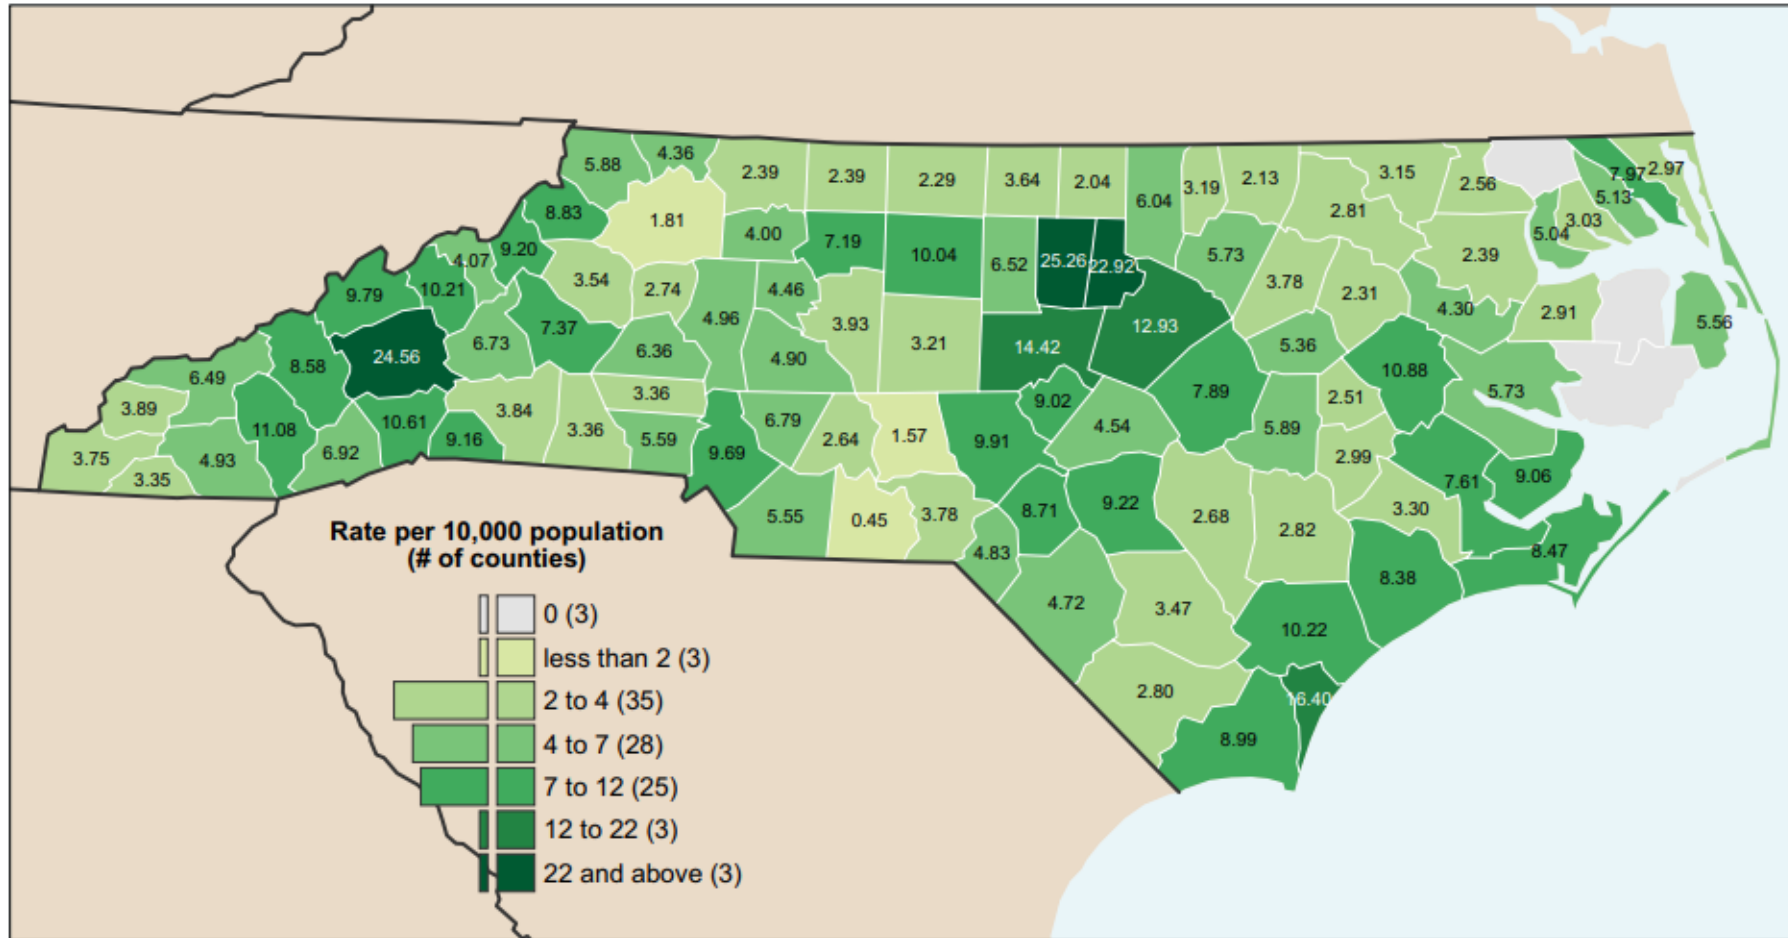 5.88 4.36 2.39 2.39 2.29 3.64 2.04 6.04 3.19 2.13 3.15 2.56 7.97 2.97
8.83 1.81 4.00 7.19 10.04 6.52 25.26 22.92 5.73 2.81 5.04 3.03 5.13
9.20 4.07 10.21 9.79 3.54 2.74 4.96 4.46 3.93 3.78 2.31 2.39 4.30 2.91 5.56
24.56 6.73 7.37 6.36 4.90 3.21 14.42 12.93 5.36 10.88 5.73
6.49 8.58 3.89 11.08 10.61 3.84 3.36 3.36 6.79 2.64 1.57 9.91 9.02 4.54 7.89 5.89 2.51
3.75 3.35 4.93 6.92 9.16 5.59 9.69 2.99 7.61 9.06
5.55 0.45 3.78 4.83 8.71 9.22 2.68 2.82 3.30 8.47
4.72 3.47 8.38
10.22
2.80 16.40
8.99
Rate per 10,000 population
(# of counties)
0 (3)
less than 2 (3)
2 to 4 (35)
4 to 7 (28)
7 to 12 (25)
12 to 22 (3)
22 and above (3)